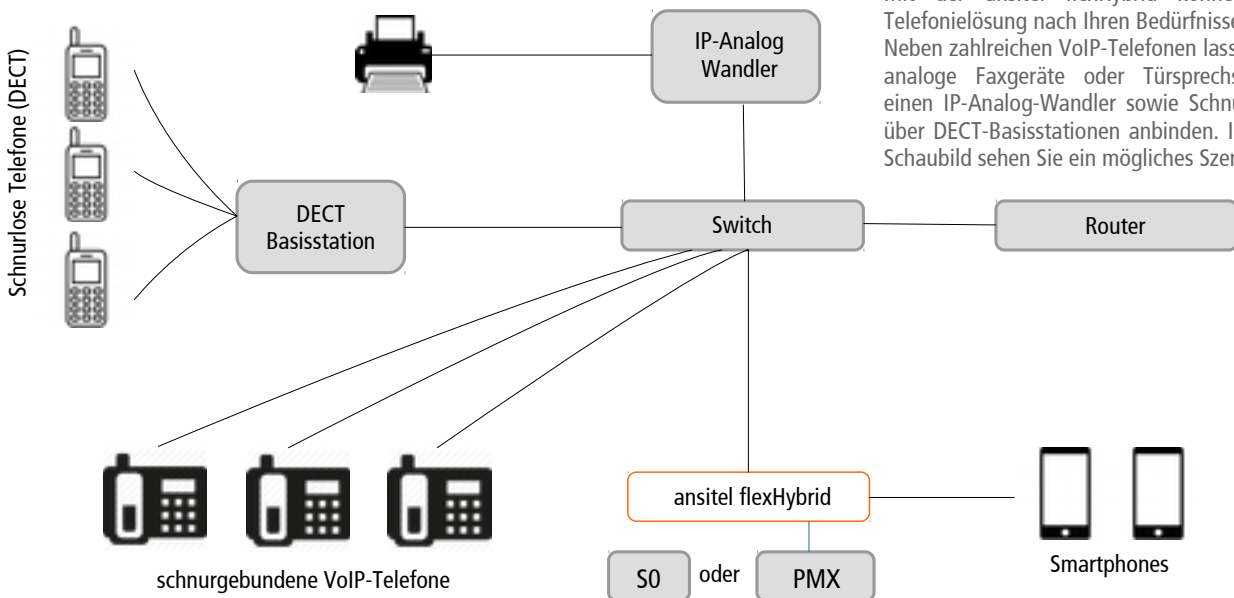 Telefonielösung nach Ihren Bedürfnisse
Neben zahlreichen VoIP-Telefonen lass
analoge Faxgeräte oder Türsprechs
einen IP-Analog-Wandler sowie Schnu
über DECT-Basisstationen anbinden. I
Schaubild sehen Sie ein mögliches Szer
Schnurlose Telefone (DECT)
IP-Analog
Wandler
DECT
Basisstation
Switch
Router
ansitel flexHybrid
S0
oder
PMX
schnurgebundene VoIP-Telefone
Smartphones